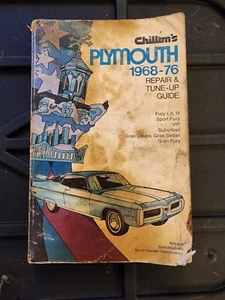 Chilton's
PLYMOUTH
1968-76
REPAIR &
TUNE-UP
GUIDE
Fury I, II, III
Sport Fury
VIP
Suburban
Gran Coupe, Gran Sedan
Gran Fury